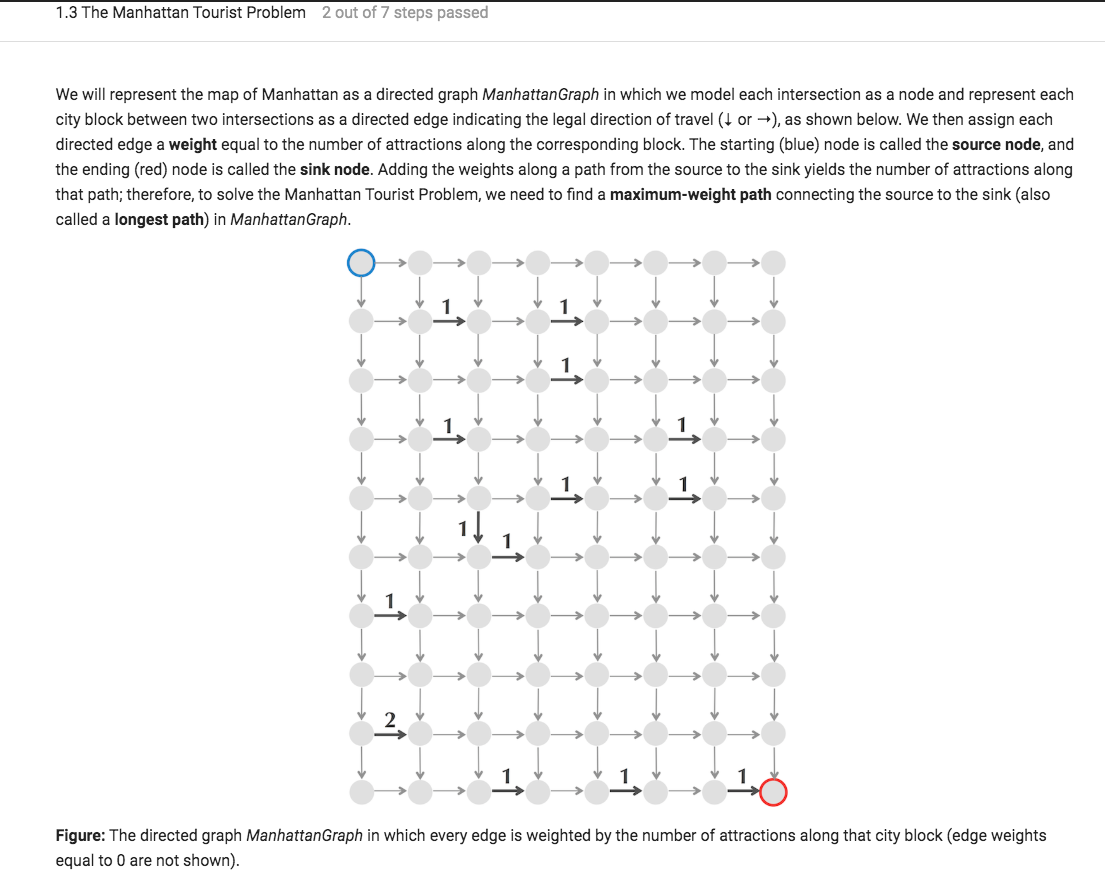 1.3 The Manhattan Tourist Problem 2 out of 7 steps passed
We will represent the map of Manhattan as a directed graph ManhattanGraph in which we model each intersection as a node and represent each
city block between two intersections as a directed edge indicating the legal direction of travel (↓ or →), as shown below. We then assign each
directed edge a weight equal to the number of attractions along the corresponding block. The starting (blue) node is called the source node, and
the ending (red) node is called the sink node. Adding the weights along a path from the source to the sink yields the number of attractions along
that path; therefore, to solve the Manhattan Tourist Problem, we need to find a maximum-weight path connecting the source to the sink (also
called a longest path) in ManhattanGraph.
1 1
1
1 1
1 1
1 1
1
2
1 1 1
Figure: The directed graph ManhattanGraph in which every edge is weighted by the number of attractions along that city block (edge weights
equal to 0 are not shown).